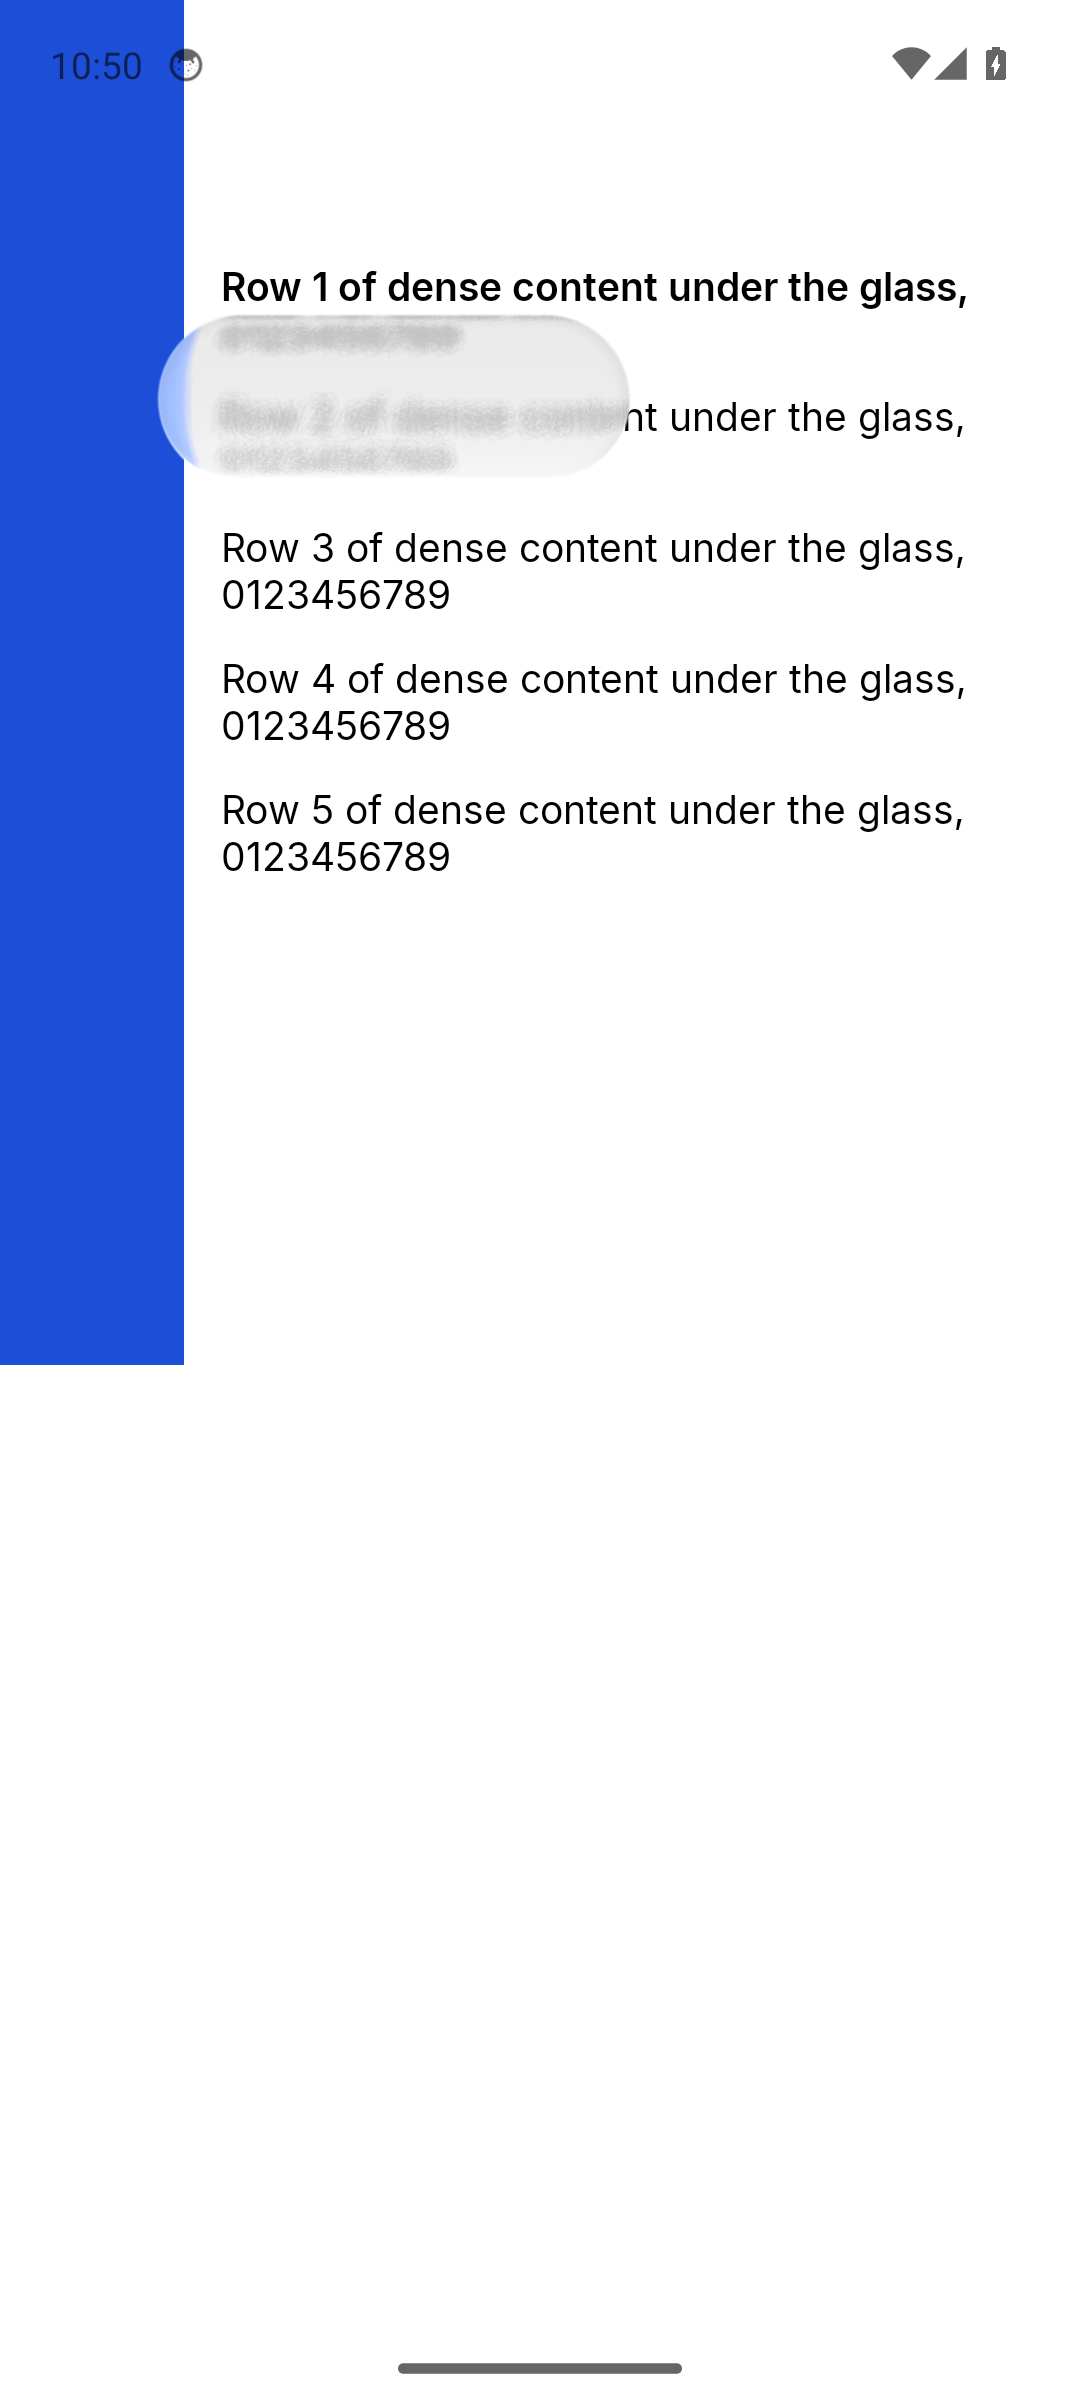 10:50
Row 1 of dense content under the glass,
nt under the glass,
Row 3 of dense content under the glass,
0123456789
Row 4 of dense content under the glass,
0123456789
Row 5 of dense content under the glass,
0123456789